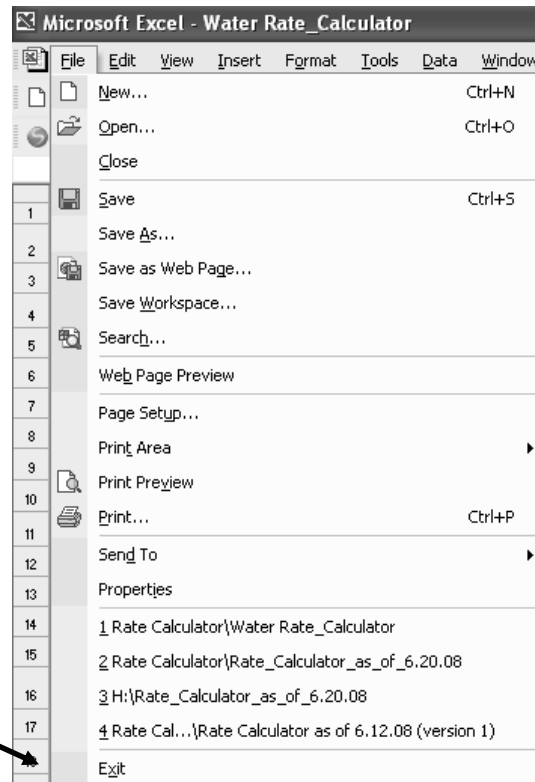 Microsoft Excel - Water Rate_Calculator
File Edit View Insert Format Tools Data Window
New... Ctrl+N
Open... Ctrl+O
Close
Save Ctrl+S
Save As...
Save as Web Page...
Save Workspace...
Search...
Web Page Preview
Page Setup...
Print Area
Print Preview
Print... Ctrl+P
Send To
Properties
1 Rate Calculator\Water Rate_Calculator
2 Rate Calculator\Rate_Calculator_as_of_6.20.08
3 H:\Rate_Calculator_as_of_6.20.08
4 Rate Cal...\Rate Calculator as of 6.12.08 (version 1)
Exit
1
2
3
4
5
6
7
8
9
10
11
12
13
14
15
16
17